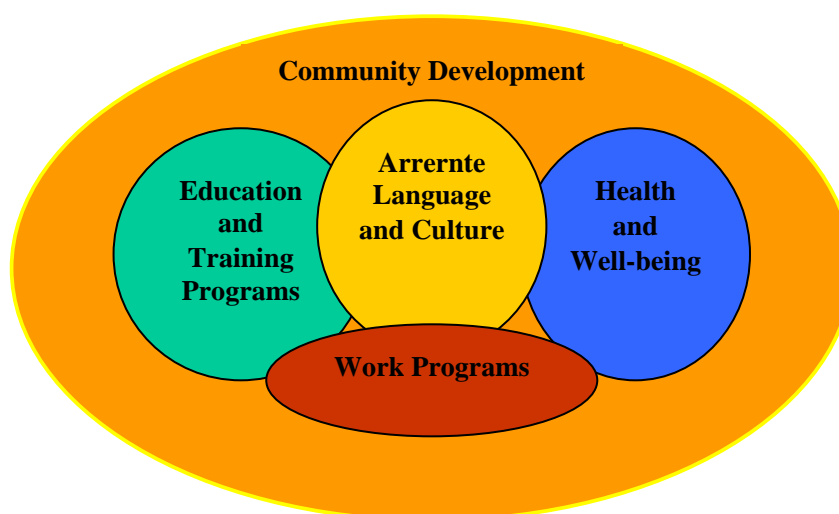 Community Development
Education
and
Training
Programs
Arrernte
Language
and Culture
Health
and
Well-being
Work Programs